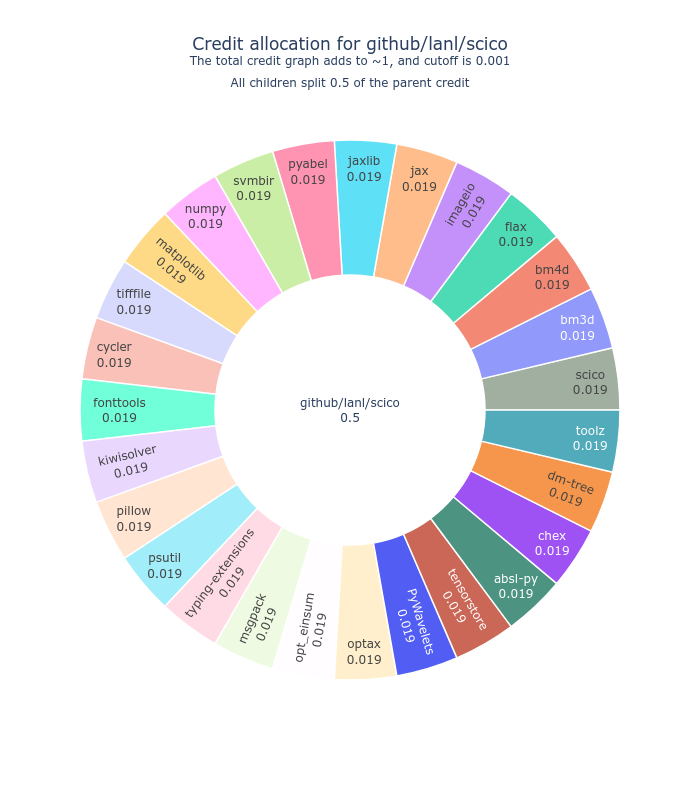 Credit allocation for github/lanl/scico
The total credit graph adds to ~1, and cutoff is 0.001
All children split 0.5 of the parent credit
github/lanl/scico
0.5
scico
0.019
bm3d
0.019
bm4d
0.019
flax
0.019
imageio
0.019
jax
0.019
jaxlib
0.019
pyabel
0.019
svmbir
0.019
numpy
0.019
matplotlib
0.019
tifffile
0.019
cycler
0.019
fonttools
0.019
kiwisolver
0.019
pillow
0.019
psutil
0.019
typing-extensions
0.019
msgpack
0.019
opt_einsum
0.019
optax
0.019
PyWavelets
0.019
tensorstore
0.019
absl-py
0.019
chex
0.019
dm-tree
0.019
toolz
0.019